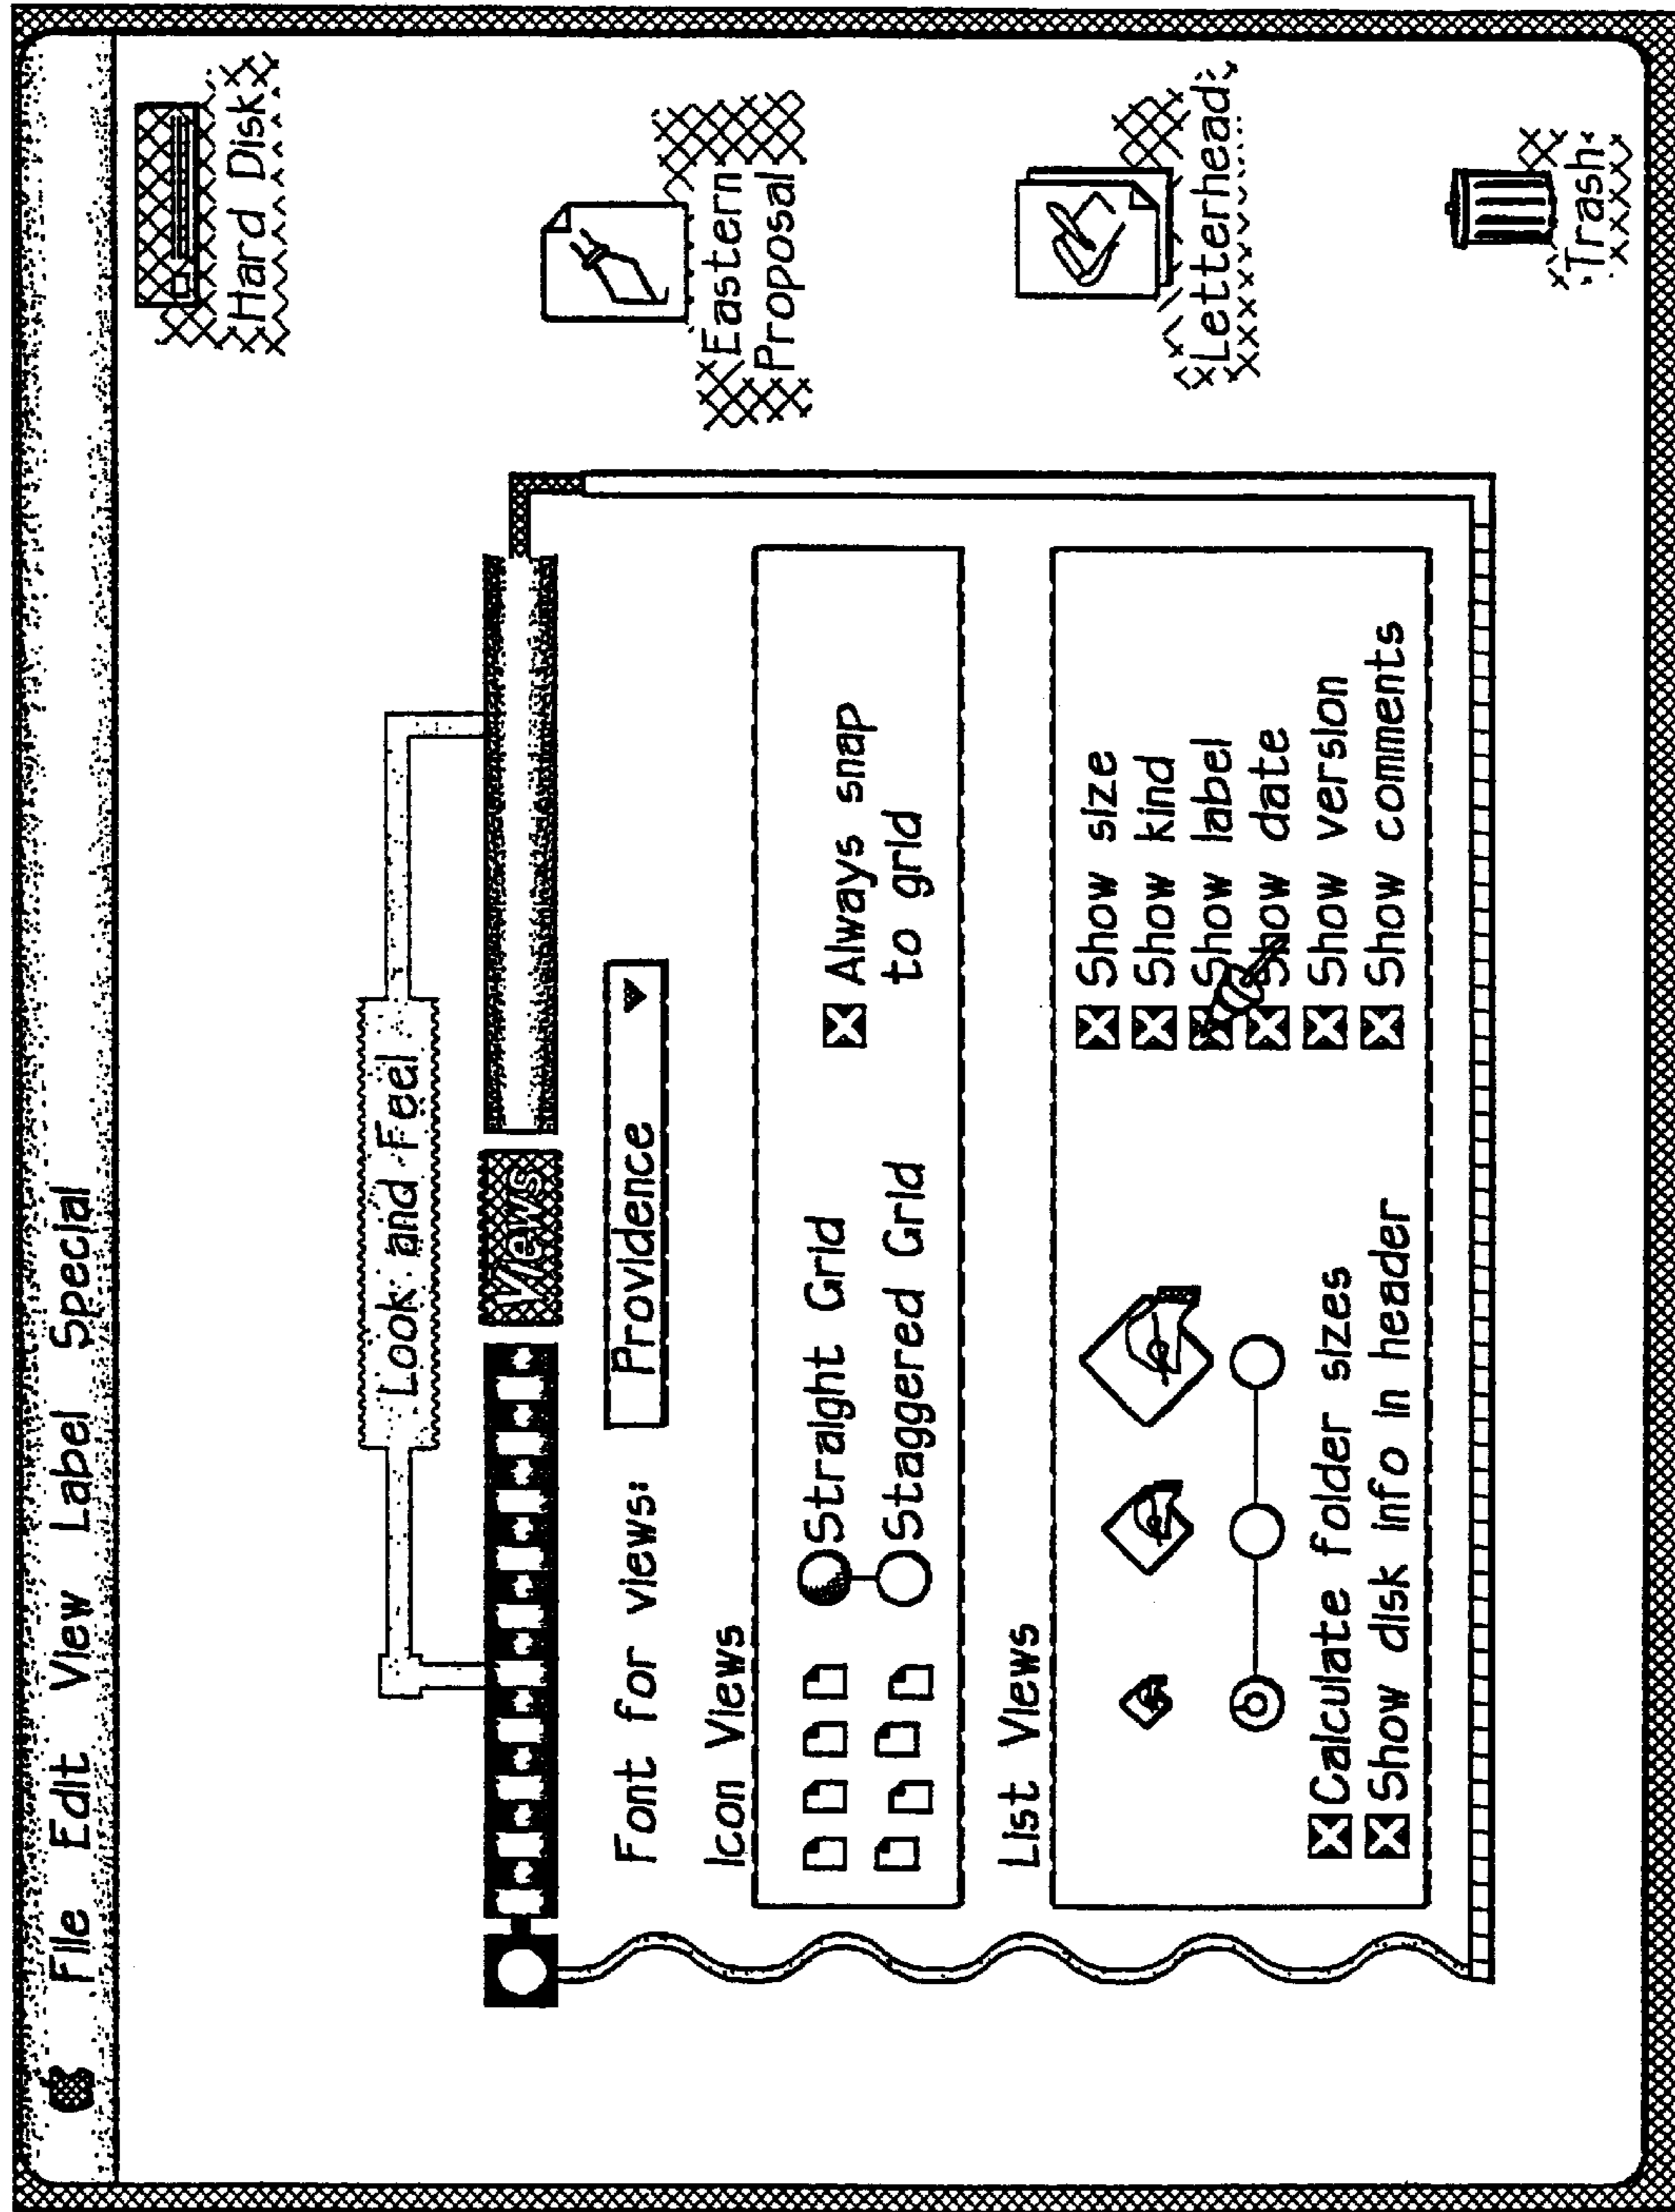 File Edit View Label Special
Hard Disk
Look and Feel
Views
Font for views: Providence
Eastern
Proposal
Icon Views
Straight Grid
Staggered Grid
Always snap
to grid
List Views
Show size
Show kind
Show label
Show date
Show version
Show comments
Calculate folder sizes
Show disk info in header
Letterhead
Trash